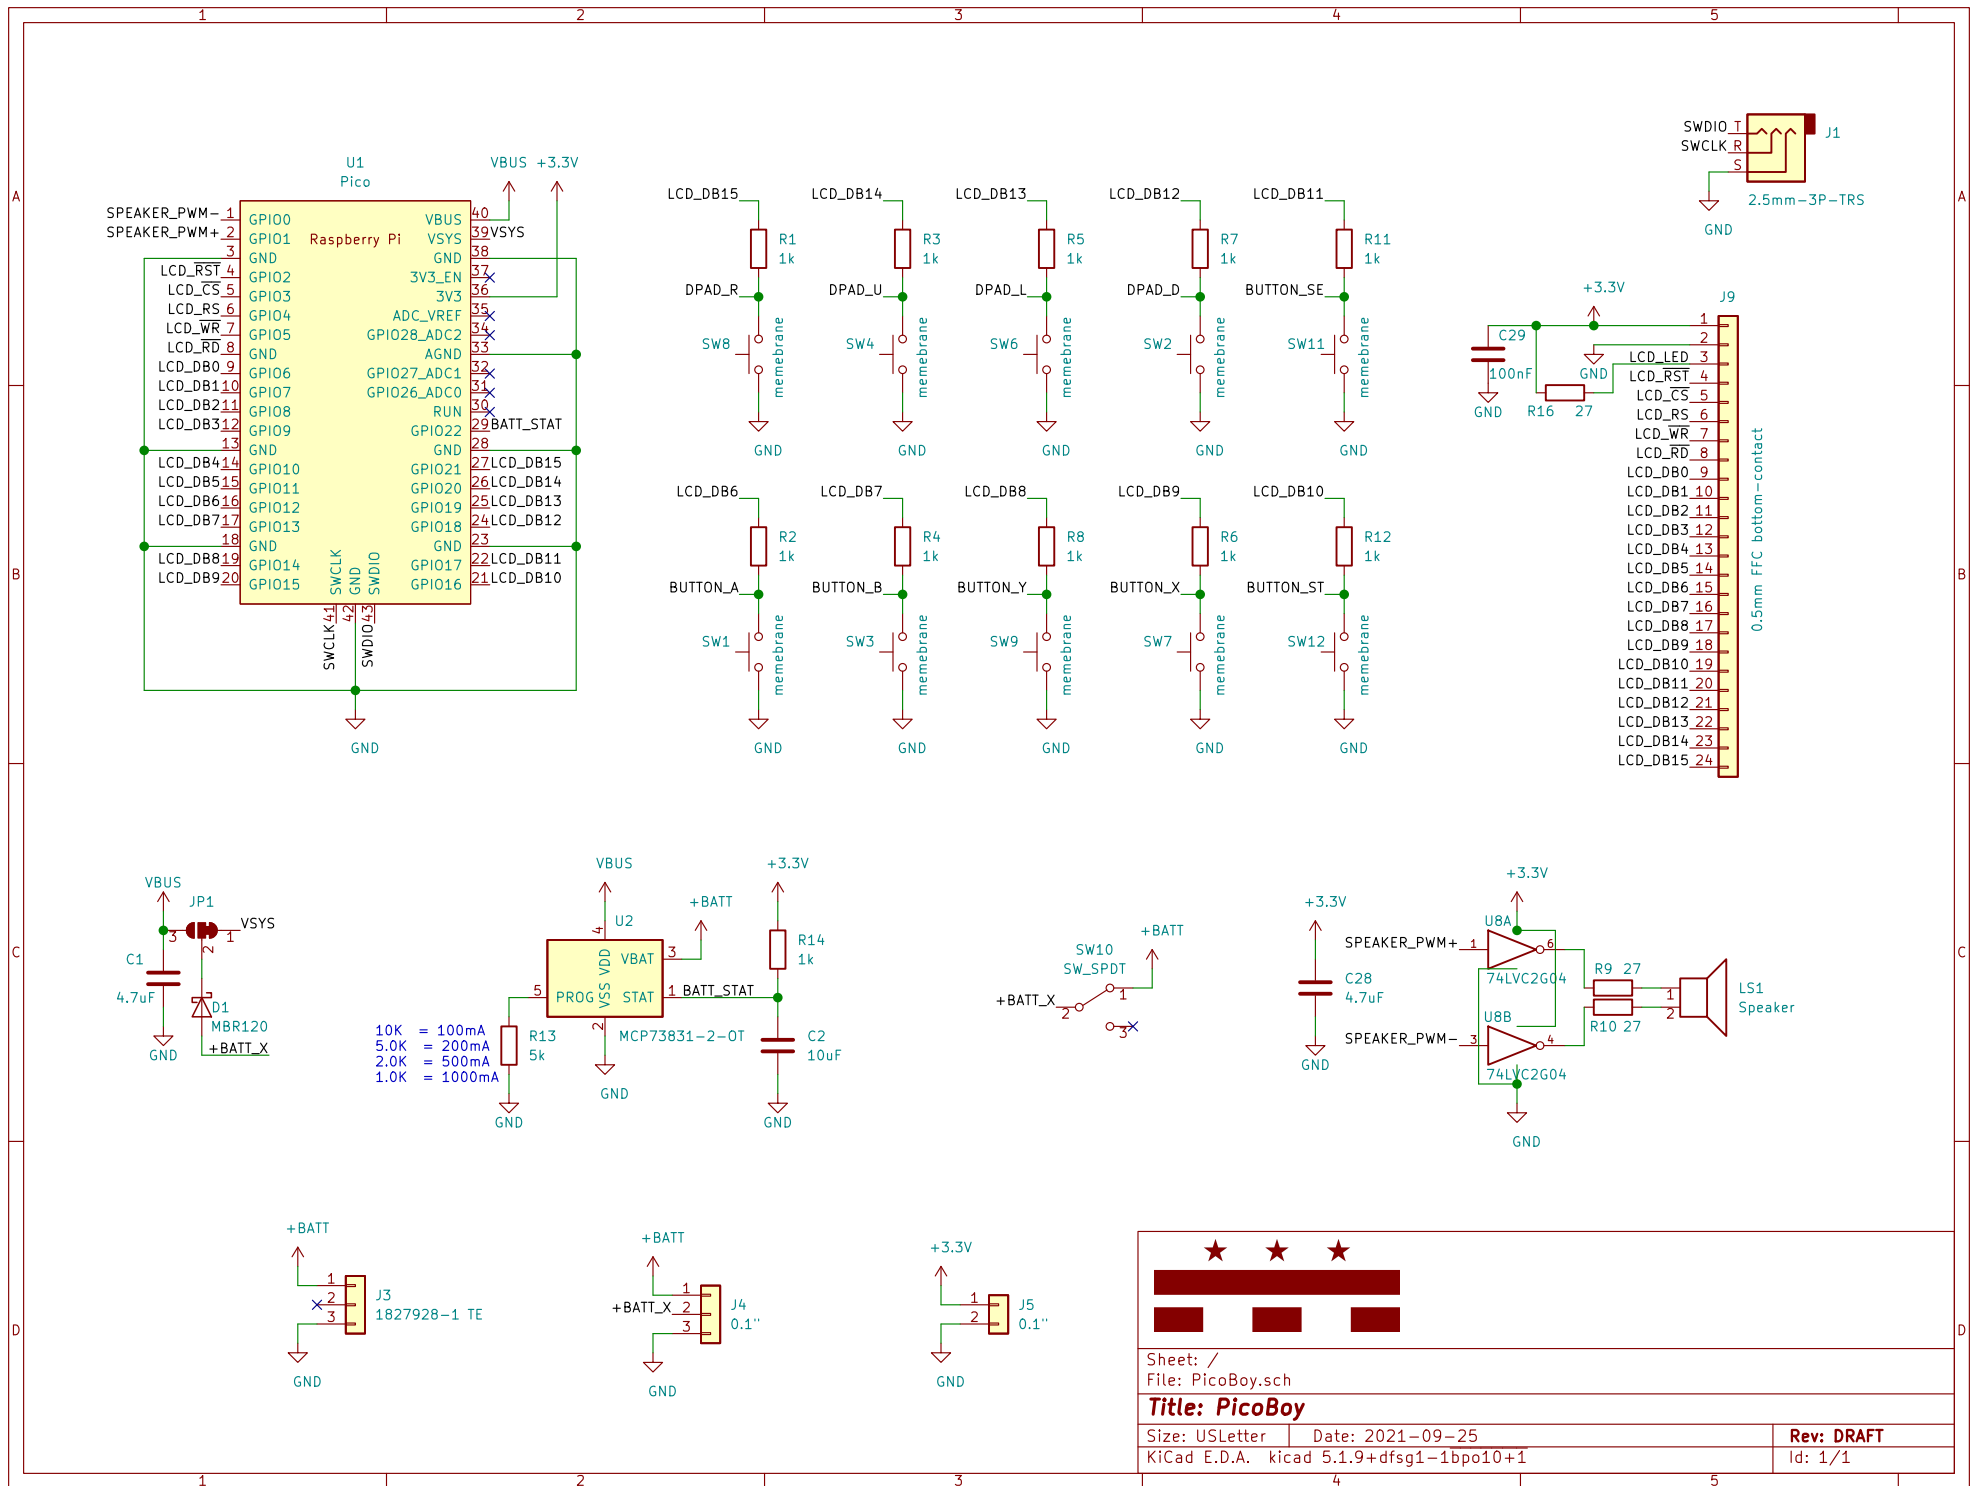 1 2 3 4 5
A A
B B
C C
D D
U1
Pico
VBUS +3.3V
Raspberry Pi
SPEAKER_PWM- 1 GPIO0
SPEAKER_PWM+ 2 GPIO1
3 GND
LCD_RST 4 GPIO2
LCD_CS 5 GPIO3
LCD_RS 6 GPIO4
LCD_WR 7 GPIO5
LCD_RD 8 GND
LCD_DB0 9 GPIO6
LCD_DB1 10 GPIO7
LCD_DB2 11 GPIO8
LCD_DB3 12 GPIO9
13 GND
LCD_DB4 14 GPIO10
LCD_DB5 15 GPIO11
LCD_DB6 16 GPIO12
LCD_DB7 17 GPIO13
18 GND
LCD_DB8 19 GPIO14
LCD_DB9 20 GPIO15
VBUS 40
VSYS 39 VSYS
GND 38
3V3_EN 37
3V3 36
ADC_VREF 35
GPIO28_ADC2 34
AGND 33
GPIO27_ADC1 32
GPIO26_ADC0 31
RUN 30
GPIO22 29 BATT_STAT
GND 28
GPIO21 27 LCD_DB15
GPIO20 26 LCD_DB14
GPIO19 25 LCD_DB13
GPIO18 24 LCD_DB12
GND 23
GPIO17 22 LCD_DB11
GPIO16 21 LCD_DB10
SWCLK GND SWDIO
41 42 43
SWCLK SWDIO
GND
LCD_DB15 LCD_DB14 LCD_DB13 LCD_DB12 LCD_DB11
R1 R3 R5 R7 R11
1k 1k 1k 1k 1k
DPAD_R DPAD_U DPAD_L DPAD_D BUTTON_SE
SW8 SW4 SW6 SW2 SW11
memebrane memebrane memebrane memebrane memebrane
GND GND GND GND GND
LCD_DB6 LCD_DB7 LCD_DB8 LCD_DB9 LCD_DB10
R2 R4 R8 R6 R12
1k 1k 1k 1k 1k
BUTTON_A BUTTON_B BUTTON_Y BUTTON_X BUTTON_ST
SW1 SW3 SW9 SW7 SW12
memebrane memebrane memebrane memebrane memebrane
GND GND GND GND GND
SWDIO T
SWCLK R
S
J1
2.5mm-3P-TRS
GND
+3.3V
J9
C29
100nF
GND
GND
R16 27
1
2
LCD_LED 3
LCD_RST 4
LCD_CS 5
LCD_RS 6
LCD_WR 7
LCD_RD 8
LCD_DB0 9
LCD_DB1 10
LCD_DB2 11
LCD_DB3 12
LCD_DB4 13
LCD_DB5 14
LCD_DB6 15
LCD_DB7 16
LCD_DB8 17
LCD_DB9 18
LCD_DB10 19
LCD_DB11 20
LCD_DB12 21
LCD_DB13 22
LCD_DB14 23
LCD_DB15 24
0.5mm FFC bottom-contact
VBUS
JP1
3 2 1 VSYS
C1
4.7uF
GND
D1
MBR120
+BATT_X
VBUS
U2
4
+BATT
VDD VBAT 3
5 PROG VSS STAT 1 BATT_STAT
2
MCP73831-2-OT
GND
R13
5k
GND
10K = 100mA
5.0K = 200mA
2.0K = 500mA
1.0K = 1000mA
+3.3V
R14
1k
C2
10uF
GND
+BATT
SW10
SW_SPDT
+BATT_X 2 1
3
+3.3V
C28
4.7uF
GND
+3.3V
U8A
SPEAKER_PWM+ 1 6
74LVC2G04
U8B
SPEAKER_PWM- 3 4
74LVC2G04
GND
R9 27
R10 27
1
2
LS1
Speaker
+BATT
1
2
3
J3
1827928-1 TE
GND
+BATT
1
+BATT_X 2
3
J4
0.1"
GND
+3.3V
1
2
J5
0.1"
GND
Sheet: /
File: PicoBoy.sch
Title: PicoBoy
Size: USLetter Date: 2021-09-25 Rev: DRAFT
KiCad E.D.A. kicad 5.1.9+dfsg1-1bpo10+1 Id: 1/1
1 2 3 4 5